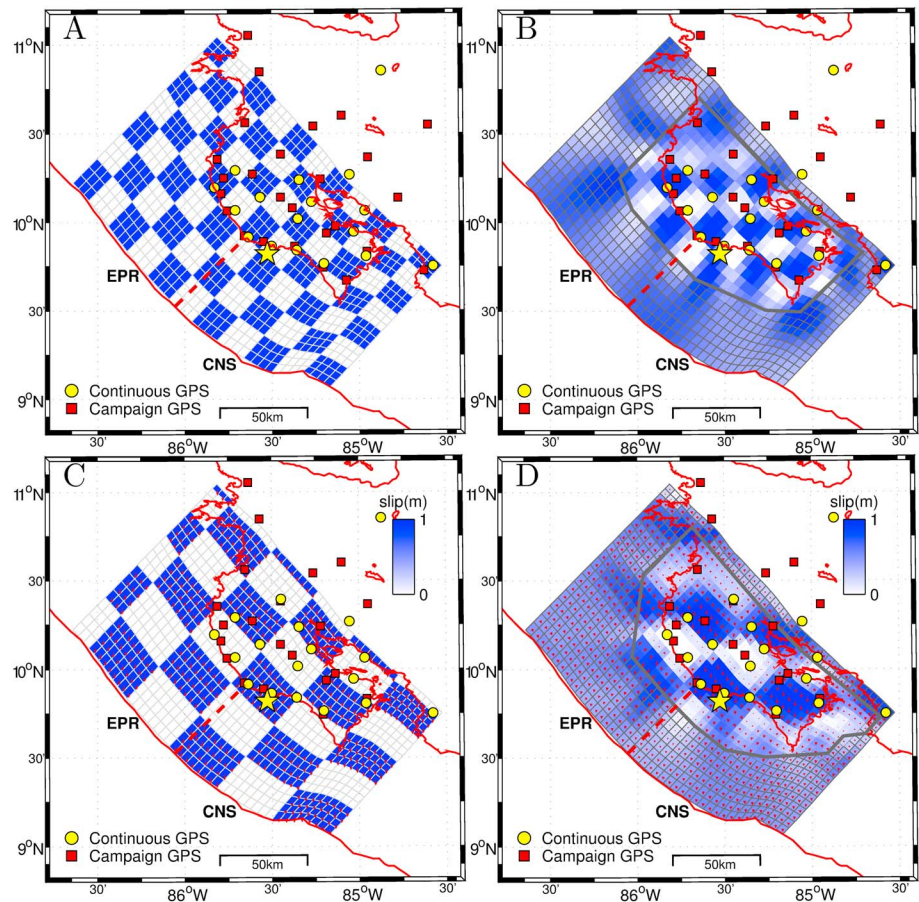 A
11°N
30'
10°N
30'
9°N
EPR
CNS
Continuous GPS
Campaign GPS
50km
30'
86°W
30'
85°W
30'
B
11°N
30'
10°N
30'
9°N
EPR
CNS
Continuous GPS
Campaign GPS
50km
30'
86°W
30'
85°W
30'
C
slip(m)
1
0
11°N
30'
10°N
30'
9°N
EPR
CNS
Continuous GPS
Campaign GPS
50km
30'
86°W
30'
85°W
30'
D
slip(m)
1
0
11°N
30'
10°N
30'
9°N
EPR
CNS
Continuous GPS
Campaign GPS
50km
30'
86°W
30'
85°W
30'